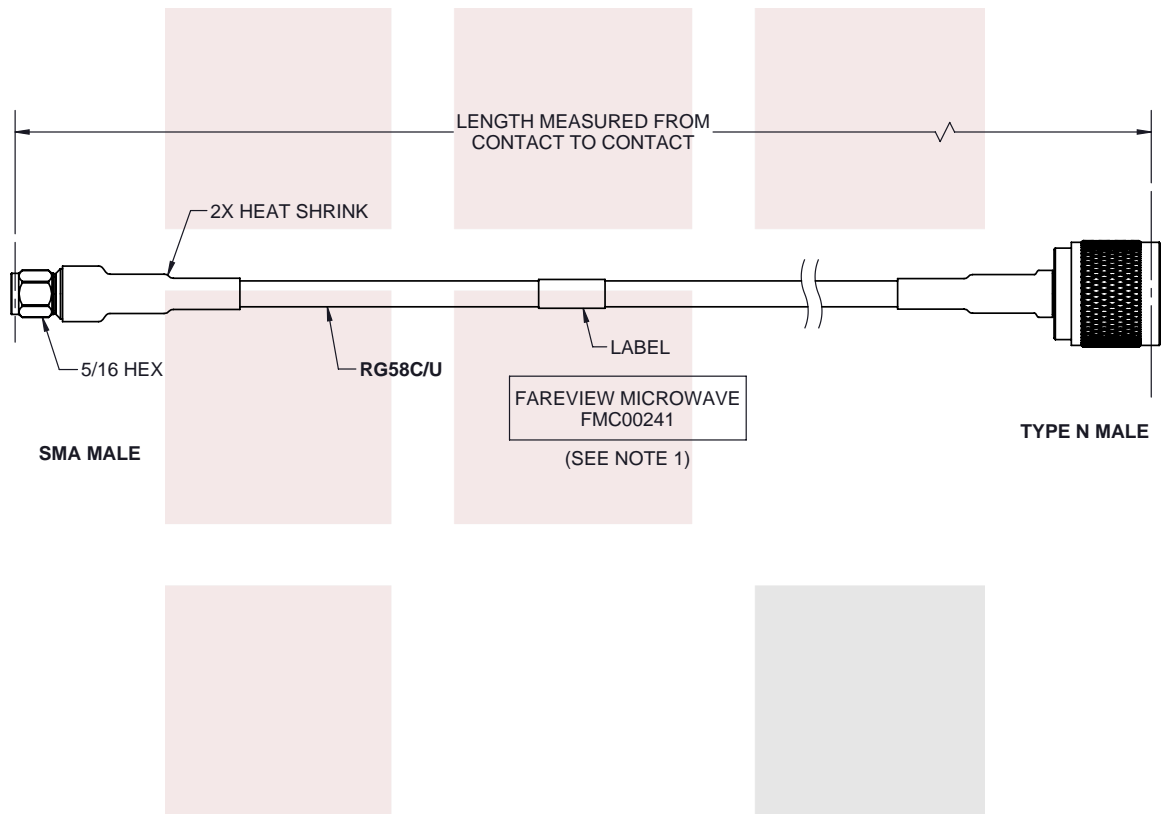 LENGTH MEASURED FROM
CONTACT TO CONTACT
2X HEAT SHRINK
LABEL
5/16 HEX
RG58C/U
FAREVIEW MICROWAVE
FMC00241
(SEE NOTE 1)
SMA MALE
TYPE N MALE